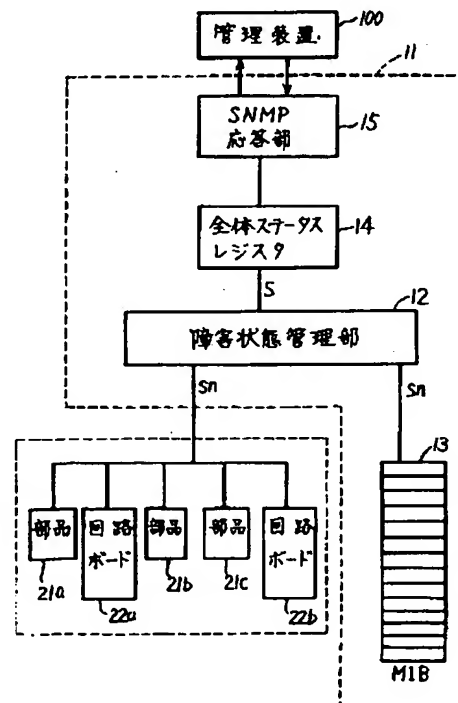 管理装置
100
11
SNMP
応答部
15
全体ステータス
レジスタ
14
S
12
障害状態管理部
Sn
Sn
13
部品
回路
ボード
部品
部品
回路
ボード
21a
22a
21b
21c
22b
MIB